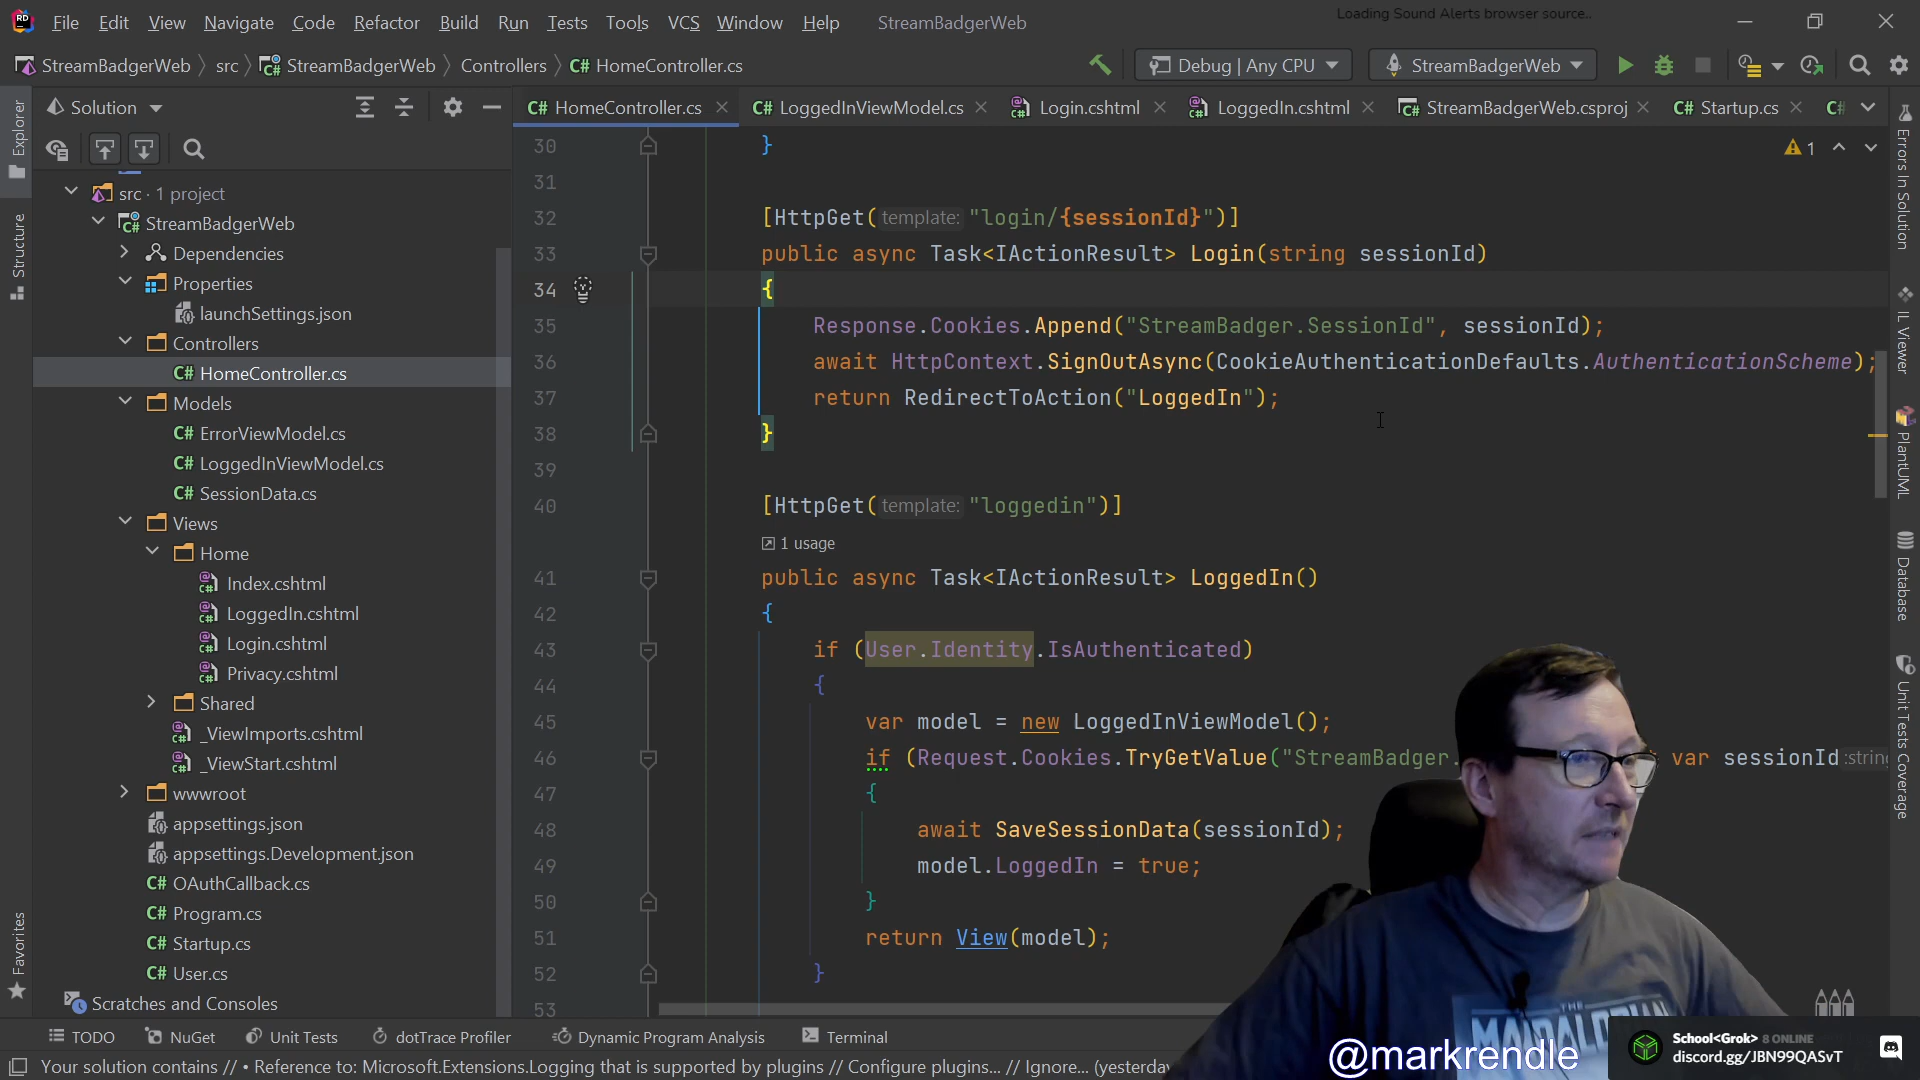 File Edit View Navigate Code Refactor Build Run Tests Tools VCS Window Help StreamBadgerWeb
Loading Sound Alerts browser source..
StreamBadgerWeb src StreamBadgerWeb Controllers C# HomeController.cs
Debug | Any CPU StreamBadgerWeb
Solution
C# HomeController.cs C# LoggedInViewModel.cs Login.cshtml LoggedIn.cshtml StreamBadgerWeb.csproj C# Startup.cs C#
Explorer
Structure
Favorites
src · 1 project
StreamBadgerWeb
Dependencies
Properties
launchSettings.json
Controllers
C# HomeController.cs
Models
C# ErrorViewModel.cs
C# LoggedInViewModel.cs
C# SessionData.cs
Views
Home
Index.cshtml
LoggedIn.cshtml
Login.cshtml
Privacy.cshtml
Shared
_ViewImports.cshtml
_ViewStart.cshtml
wwwroot
appsettings.json
appsettings.Development.json
C# OAuthCallback.cs
C# Program.cs
C# Startup.cs
C# User.cs
Scratches and Consoles
1
30 }
31
32 [HttpGet( template: "login/{sessionId}")]
33 public async Task<IActionResult> Login(string sessionId)
34 {
35 Response.Cookies.Append("StreamBadger.SessionId", sessionId);
36 await HttpContext.SignOutAsync(CookieAuthenticationDefaults.AuthenticationScheme);
37 return RedirectToAction("LoggedIn");
38 }
39
40 [HttpGet( template: "loggedin")]
1 usage
41 public async Task<IActionResult> LoggedIn()
42 {
43 if (User.Identity.IsAuthenticated)
44 {
45 var model = new LoggedInViewModel();
46 if (Request.Cookies.TryGetValue("StreamBadger. var sessionId :string
47 {
48 await SaveSessionData(sessionId);
49 model.LoggedIn = true;
50 }
51 return View(model);
52 }
53
Errors In Solution
IL Viewer
PlantUML
Database
Unit Tests Coverage
TODO NuGet Unit Tests dotTrace Profiler Dynamic Program Analysis Terminal
Your solution contains // • Reference to: Microsoft.Extensions.Logging that is supported by plugins // Configure plugins... // Ignore... (yesterda
THE
MANDALORIAN
@markrendle
School<Grok> 8 ONLINE
discord.gg/JBN99QASvT